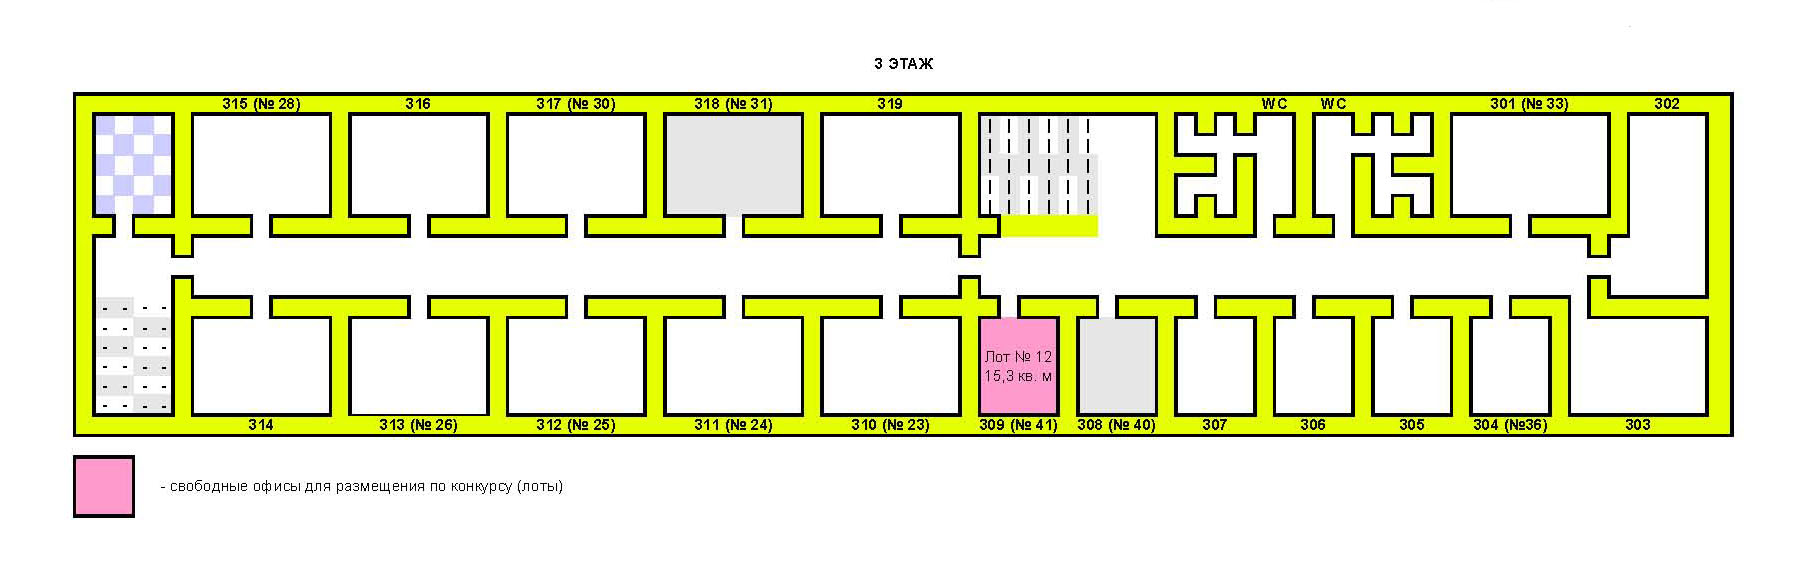 3 ЭТАЖ
315 (№ 28) 316 317 (№ 30) 318 (№ 31) 319 WC WC 301 (№ 33) 302
Лот № 12
15,3 кв. м
314 313 (№ 26) 312 (№ 25) 311 (№ 24) 310 (№ 23) 309 (№ 41) 308 (№ 40) 307 306 305 304 (№36) 303
- свободные офисы для размещения по конкурсу (лоты)